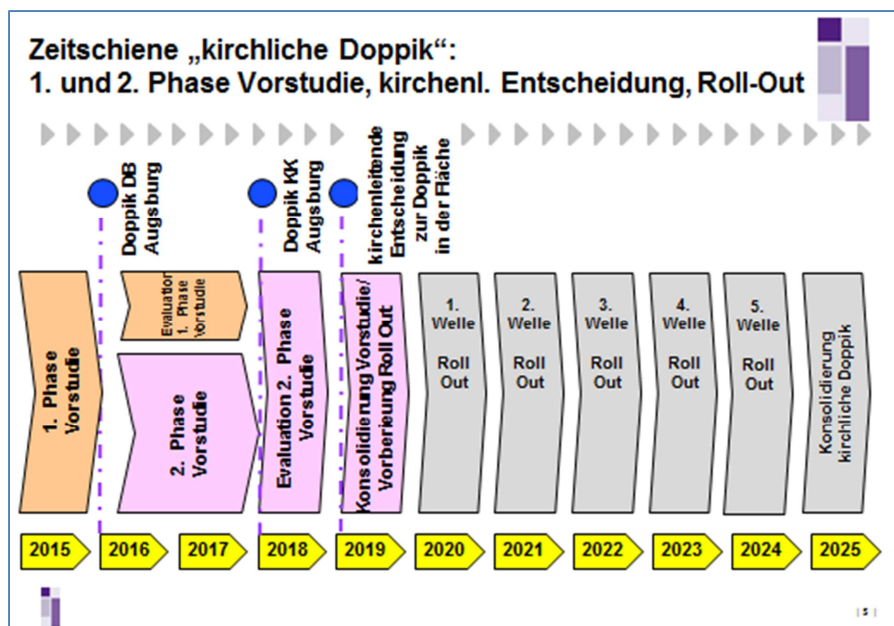 Zeitschiene „kirchliche Doppik“:
1. und 2. Phase Vorstudie, kirchenl. Entscheidung, Roll-Out
Doppik DB
Augsburg
Doppik KK
Augsburg
kirchenleitende
Entscheidung
zur Doppik
in der Fläche
1. Phase
Vorstudie
Evaluation
1. Phase
Vorstudie
2. Phase
Vorstudie
Evaluation 2. Phase
Vorstudie
Konsolidierung Vorstudie/
Vorberieung Roll Out
1.
Welle
Roll
Out
2.
Welle
Roll
Out
3.
Welle
Roll
Out
4.
Welle
Roll
Out
5.
Welle
Roll
Out
Konsolidierung
kirchliche Doppik
2015
2016
2017
2018
2019
2020
2021
2022
2023
2024
2025
| 5 |